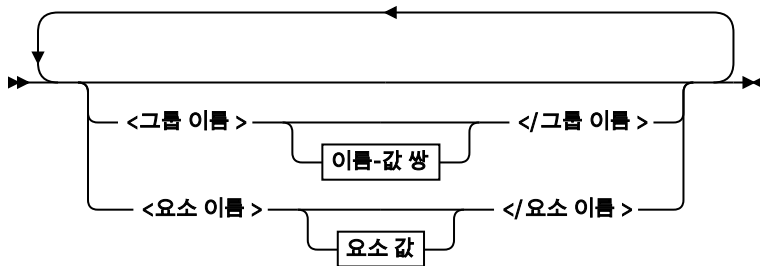 <그룹 이름 > </그룹 이름 >
이름-값 쌍
<요소 이름 > </요소 이름 >
요소 값